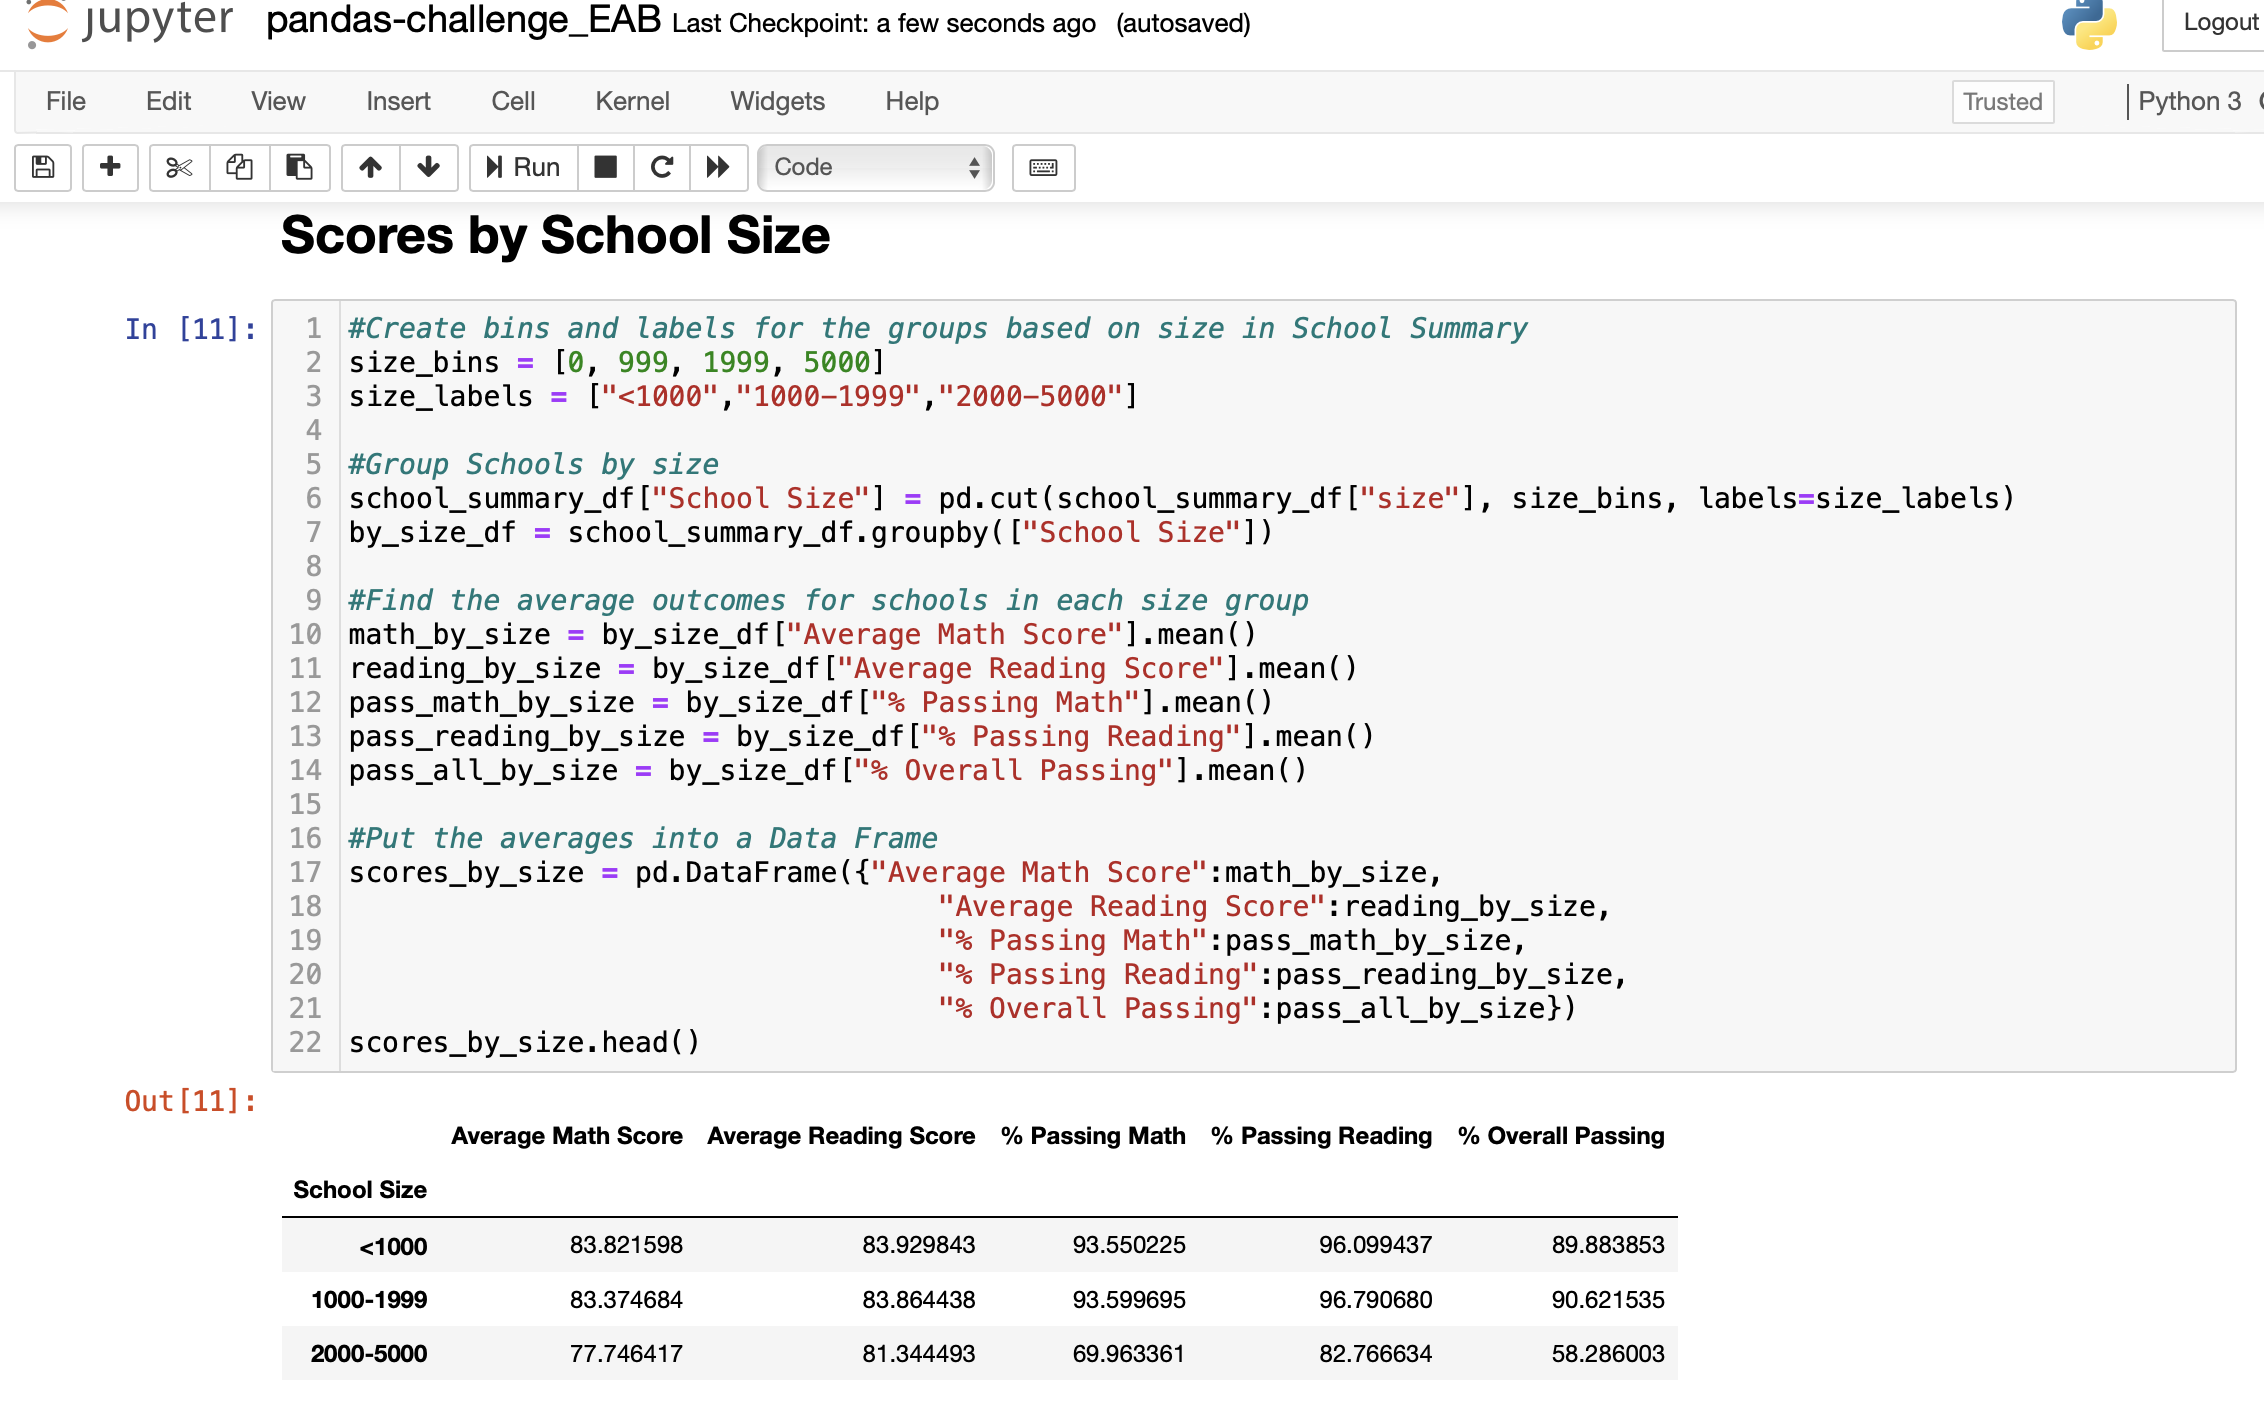 jupyter pandas-challenge_EAB Last Checkpoint: a few seconds ago (autosaved) Logout
File Edit View Insert Cell Kernel Widgets Help Trusted Python 3
Run Code
Scores by School Size
In [11]:
1 #Create bins and labels for the groups based on size in School Summary
2 size_bins = [0, 999, 1999, 5000]
3 size_labels = ["<1000","1000-1999","2000-5000"]
4
5 #Group Schools by size
6 school_summary_df["School Size"] = pd.cut(school_summary_df["size"], size_bins, labels=size_labels)
7 by_size_df = school_summary_df.groupby(["School Size"])
8
9 #Find the average outcomes for schools in each size group
10 math_by_size = by_size_df["Average Math Score"].mean()
11 reading_by_size = by_size_df["Average Reading Score"].mean()
12 pass_math_by_size = by_size_df["% Passing Math"].mean()
13 pass_reading_by_size = by_size_df["% Passing Reading"].mean()
14 pass_all_by_size = by_size_df["% Overall Passing"].mean()
15
16 #Put the averages into a Data Frame
17 scores_by_size = pd.DataFrame({"Average Math Score":math_by_size,
18 "Average Reading Score":reading_by_size,
19 "% Passing Math":pass_math_by_size,
20 "% Passing Reading":pass_reading_by_size,
21 "% Overall Passing":pass_all_by_size})
22 scores_by_size.head()
Out[11]:
Average Math Score Average Reading Score % Passing Math % Passing Reading % Overall Passing
School Size
<1000 83.821598 83.929843 93.550225 96.099437 89.883853
1000-1999 83.374684 83.864438 93.599695 96.790680 90.621535
2000-5000 77.746417 81.344493 69.963361 82.766634 58.286003